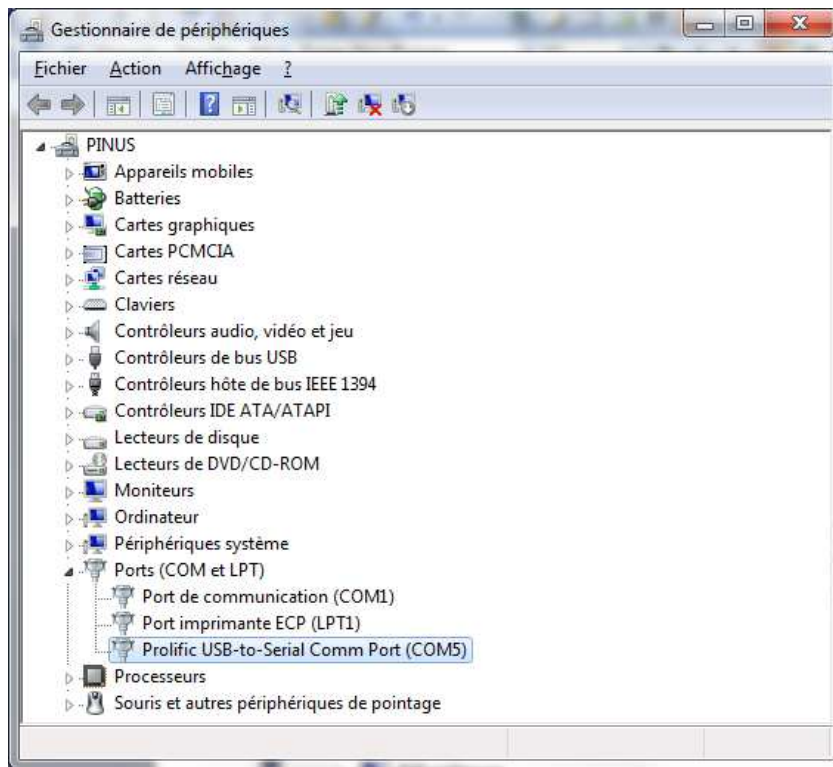 Gestionnaire de périphériques
Fichier Action Affichage ?
PINUS
Appareils mobiles
Batteries
Cartes graphiques
Cartes PCMCIA
Cartes réseau
Claviers
Contrôleurs audio, vidéo et jeu
Contrôleurs de bus USB
Contrôleurs hôte de bus IEEE 1394
Contrôleurs IDE ATA/ATAPI
Lecteurs de disque
Lecteurs de DVD/CD-ROM
Moniteurs
Ordinateur
Périphériques système
Ports (COM et LPT)
Port de communication (COM1)
Port imprimante ECP (LPT1)
Prolific USB-to-Serial Comm Port (COM5)
Processeurs
Souris et autres périphériques de pointage